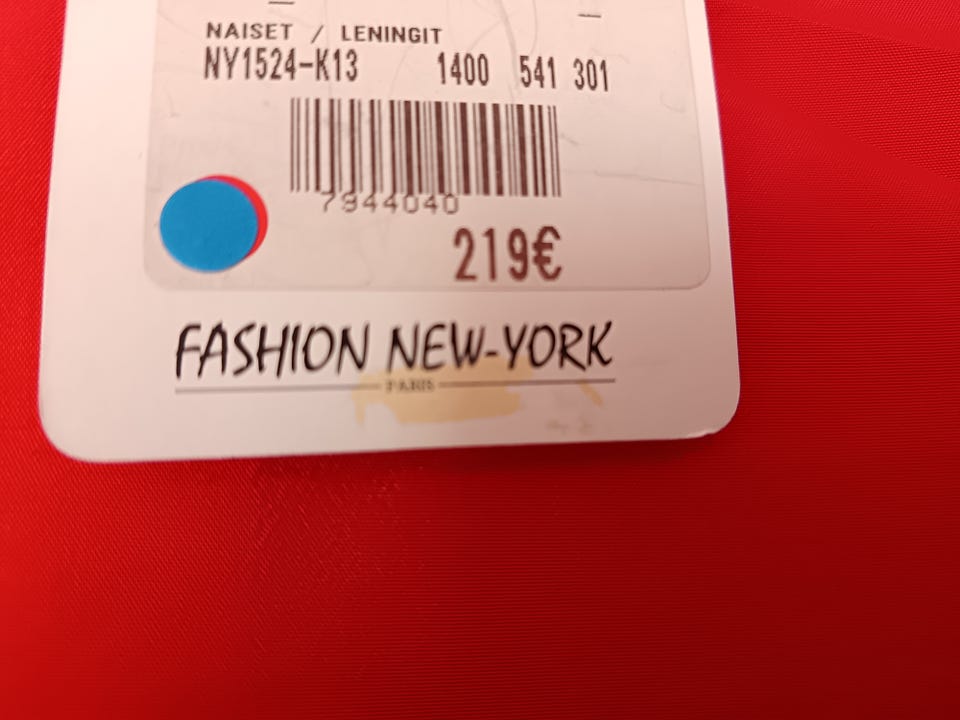 NAISET / LENINGIT
NY1524-K13 1400 541 301
7944040
219€
FASHION NEW-YORK
PARIS